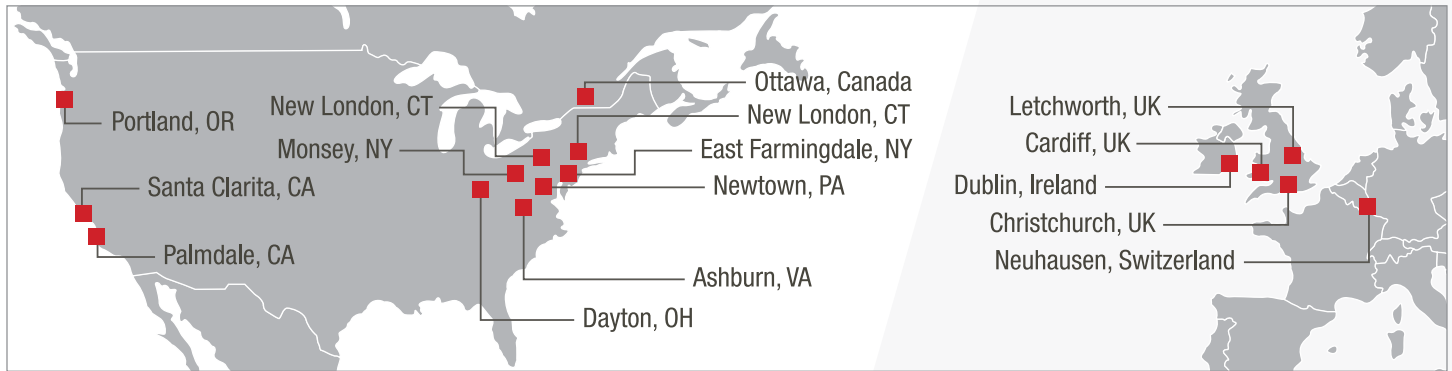 Ottawa, Canada
New London, CT
New London, CT
Portland, OR
Monsey, NY
East Farmingdale, NY
Santa Clarita, CA
Newtown, PA
Palmdale, CA
Ashburn, VA
Dayton, OH
Letchworth, UK
Cardiff, UK
Dublin, Ireland
Christchurch, UK
Neuhausen, Switzerland